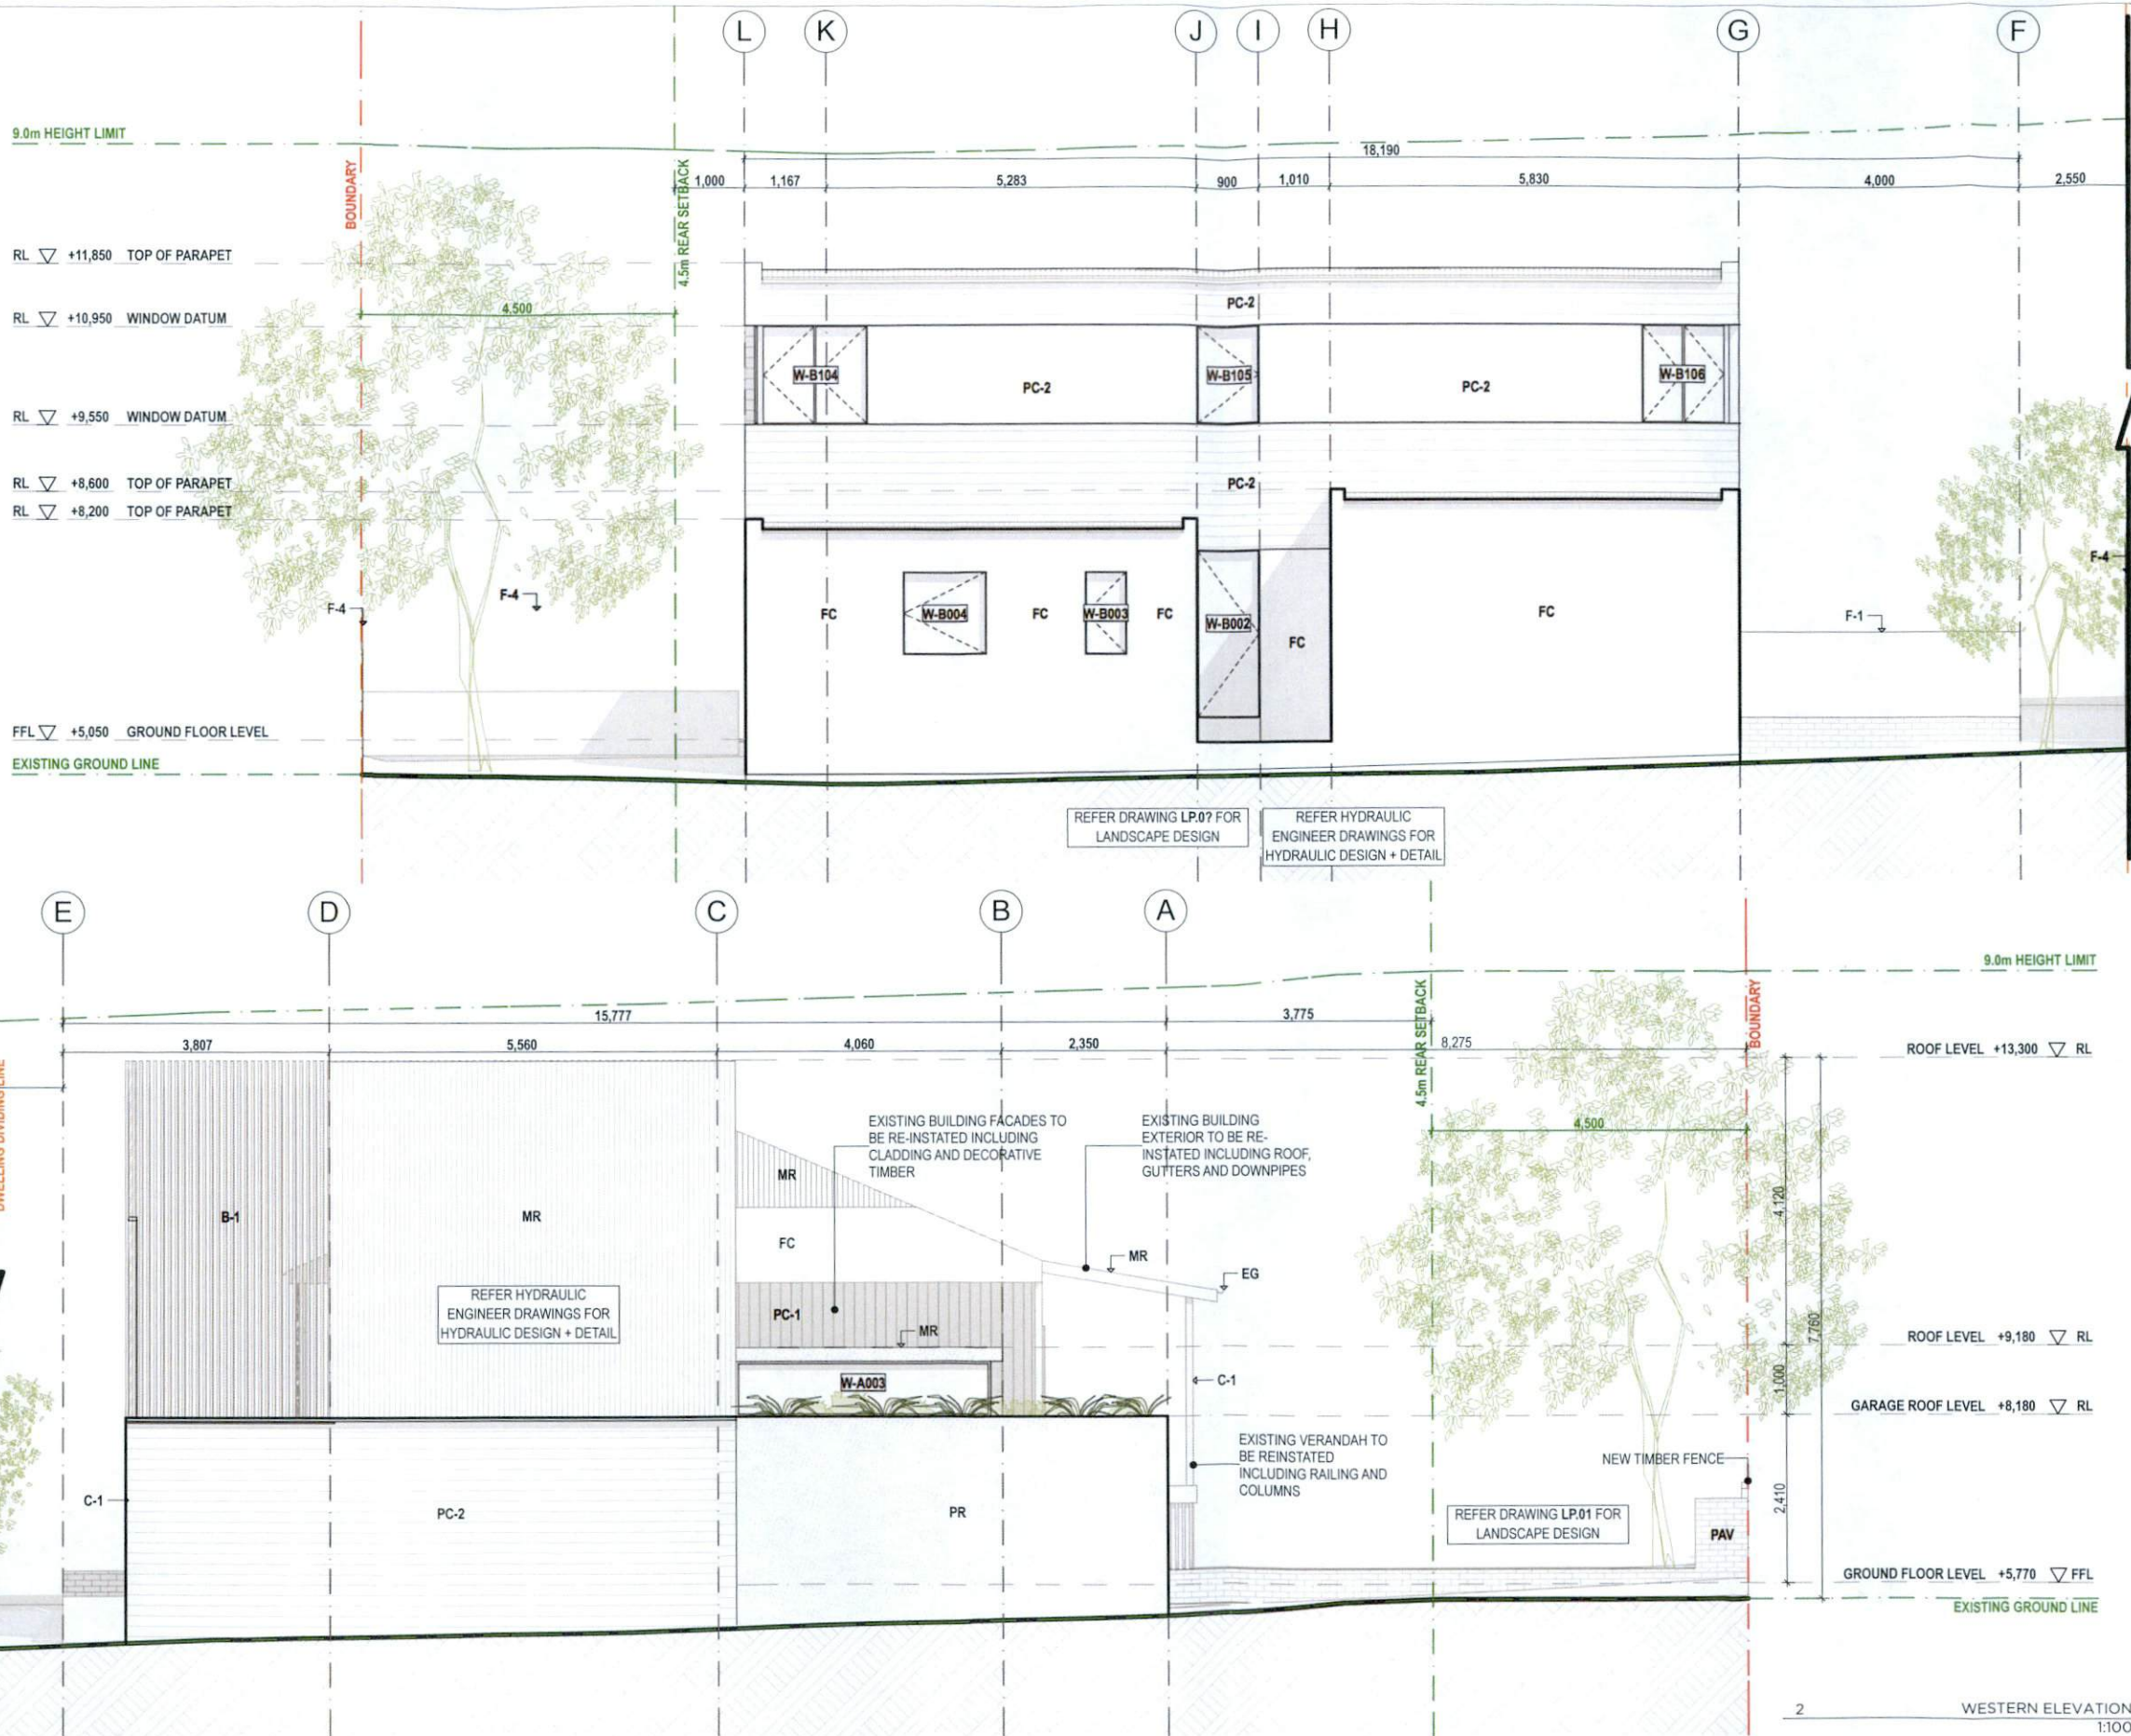 L
K
J
I
H
G
F
9.0m HEIGHT LIMIT
BOUNDARY
4.5m REAR SETBACK
18,190
1,000
1,167
5,283
900
1,010
5,830
4,000
2,550
RL +11,850 TOP OF PARAPET
4,500
RL +10,950 WINDOW DATUM
PC-2
W-B104
PC-2
W-B105
PC-2
W-B106
RL +9,550 WINDOW DATUM
RL +8,600 TOP OF PARAPET
PC-2
RL +8,200 TOP OF PARAPET
F-4
F-4
F-4
FC
W-B004
FC
W-B003
FC
W-B002
FC
FC
F-1
FFL +5,050 GROUND FLOOR LEVEL
EXISTING GROUND LINE
REFER DRAWING LP.0? FOR
LANDSCAPE DESIGN
REFER HYDRAULIC
ENGINEER DRAWINGS FOR
HYDRAULIC DESIGN + DETAIL
E
D
C
B
A
9.0m HEIGHT LIMIT
15,777
3,775
3,807
5,560
4,060
2,350
8,275
4.5m REAR SETBACK
BOUNDARY
DWELLING DIVIDING LINE
ROOF LEVEL +13,300 RL
EXISTING BUILDING FACADES TO
BE RE-INSTATED INCLUDING
CLADDING AND DECORATIVE
TIMBER
EXISTING BUILDING
EXTERIOR TO BE RE-
INSTATED INCLUDING ROOF,
GUTTERS AND DOWNPIPES
4,500
B-1
MR
MR
FC
MR
EG
4,120
REFER HYDRAULIC
ENGINEER DRAWINGS FOR
HYDRAULIC DESIGN + DETAIL
PC-1
MR
7,760
ROOF LEVEL +9,180 RL
W-A003
C-1
1,000
GARAGE ROOF LEVEL +8,180 RL
EXISTING VERANDAH TO
BE REINSTATED
INCLUDING RAILING AND
COLUMNS
NEW TIMBER FENCE
C-1
PC-2
PR
2,410
REFER DRAWING LP.01 FOR
LANDSCAPE DESIGN
PAV
GROUND FLOOR LEVEL +5,770 FFL
EXISTING GROUND LINE
2 WESTERN ELEVATION
1:100